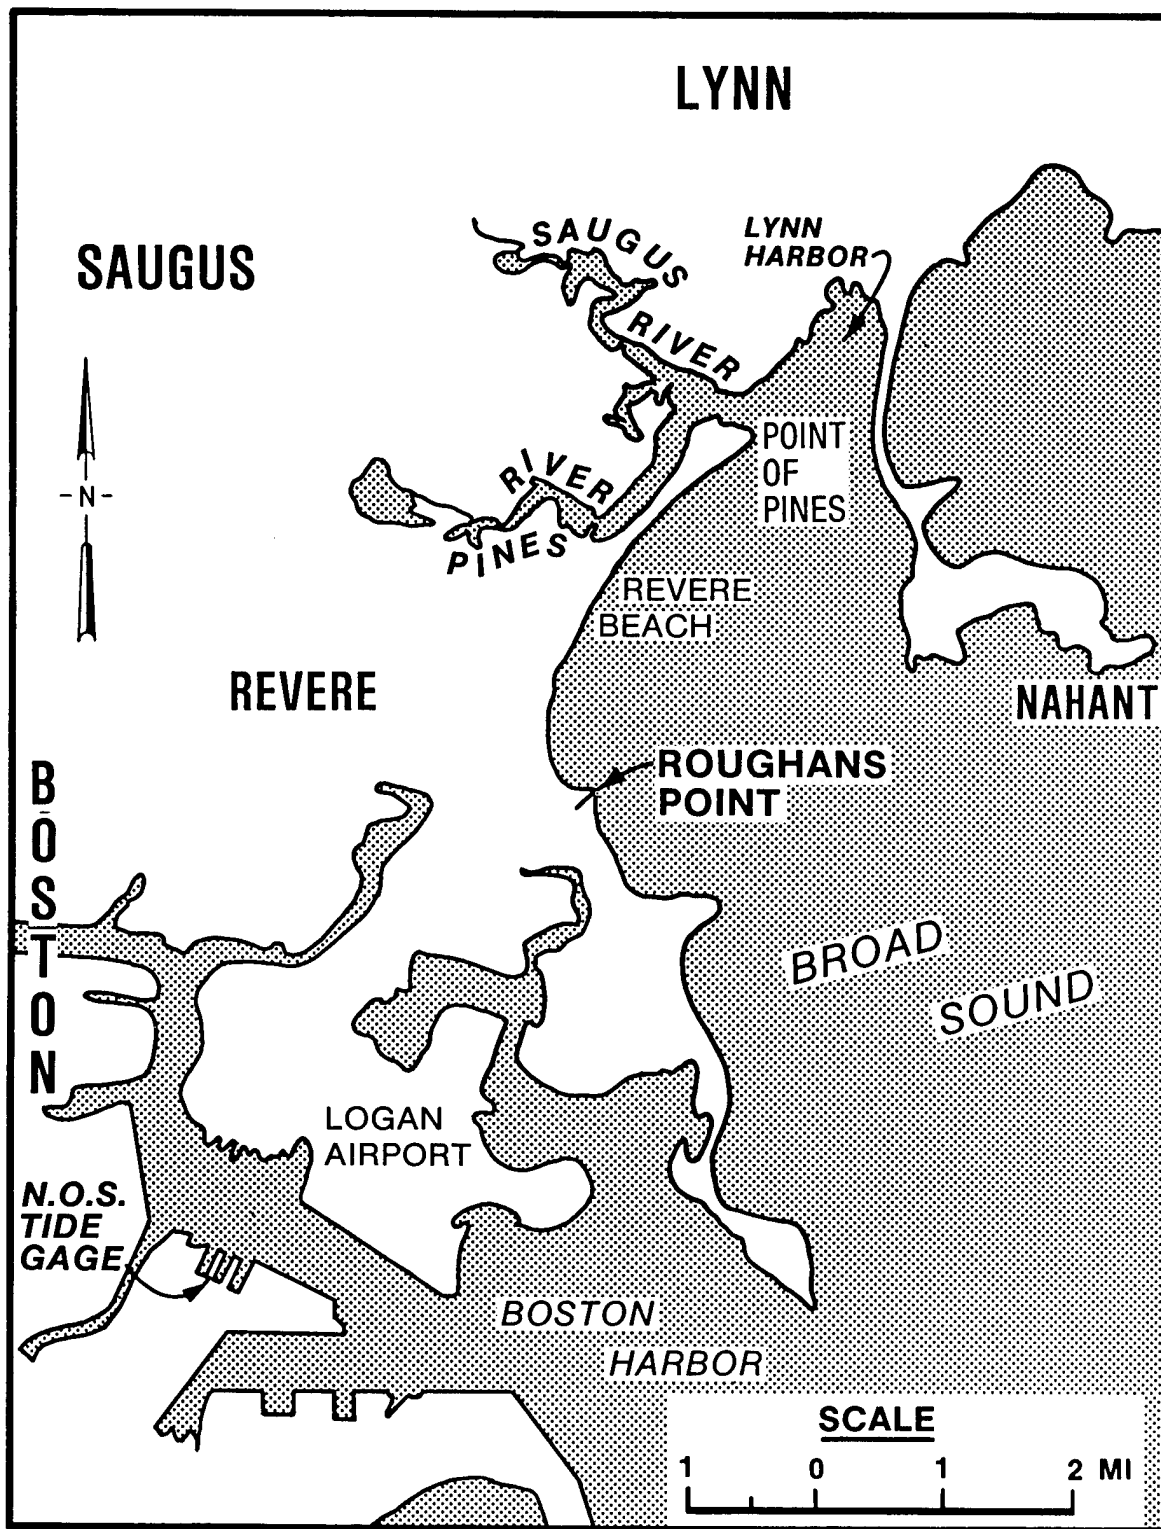 LYNN
SAUGUS
RIVER
LYNN
HARBOR
SAUGUS
-N-
POINT
OF
PINES
RIVER
PINES
REVERE
BEACH
REVERE
NAHANT
ROUGHANS
POINT
BOSTON
BROAD
SOUND
LOGAN
AIRPORT
N.O.S.
TIDE
GAGE
BOSTON
HARBOR
SCALE
1 0 1 2 MI